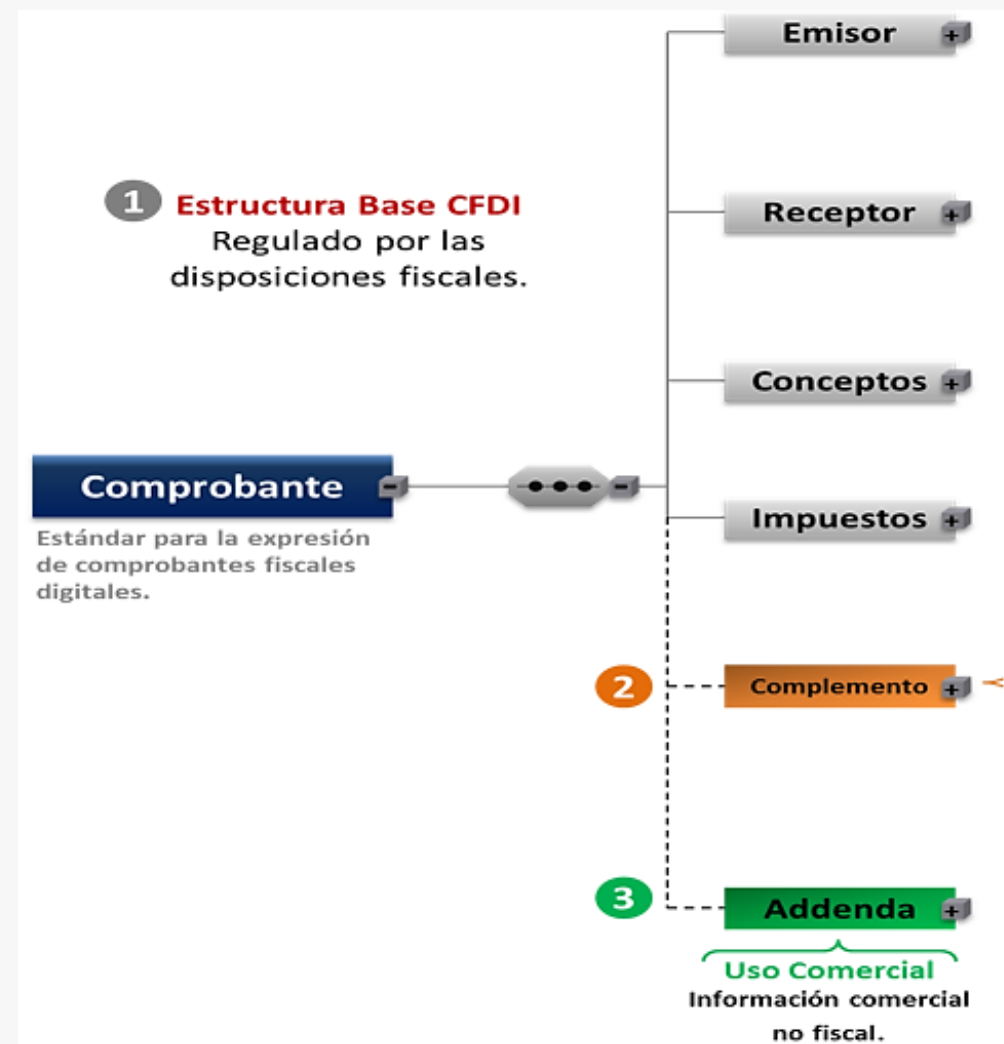 Emisor
1 Estructura Base CFDI
Regulado por las
disposiciones fiscales.
Receptor
Conceptos
Comprobante
Estándar para la expresión
de comprobantes fiscales
digitales.
Impuestos
2 Complemento
3 Addenda
Uso Comercial
Información comercial
no fiscal.